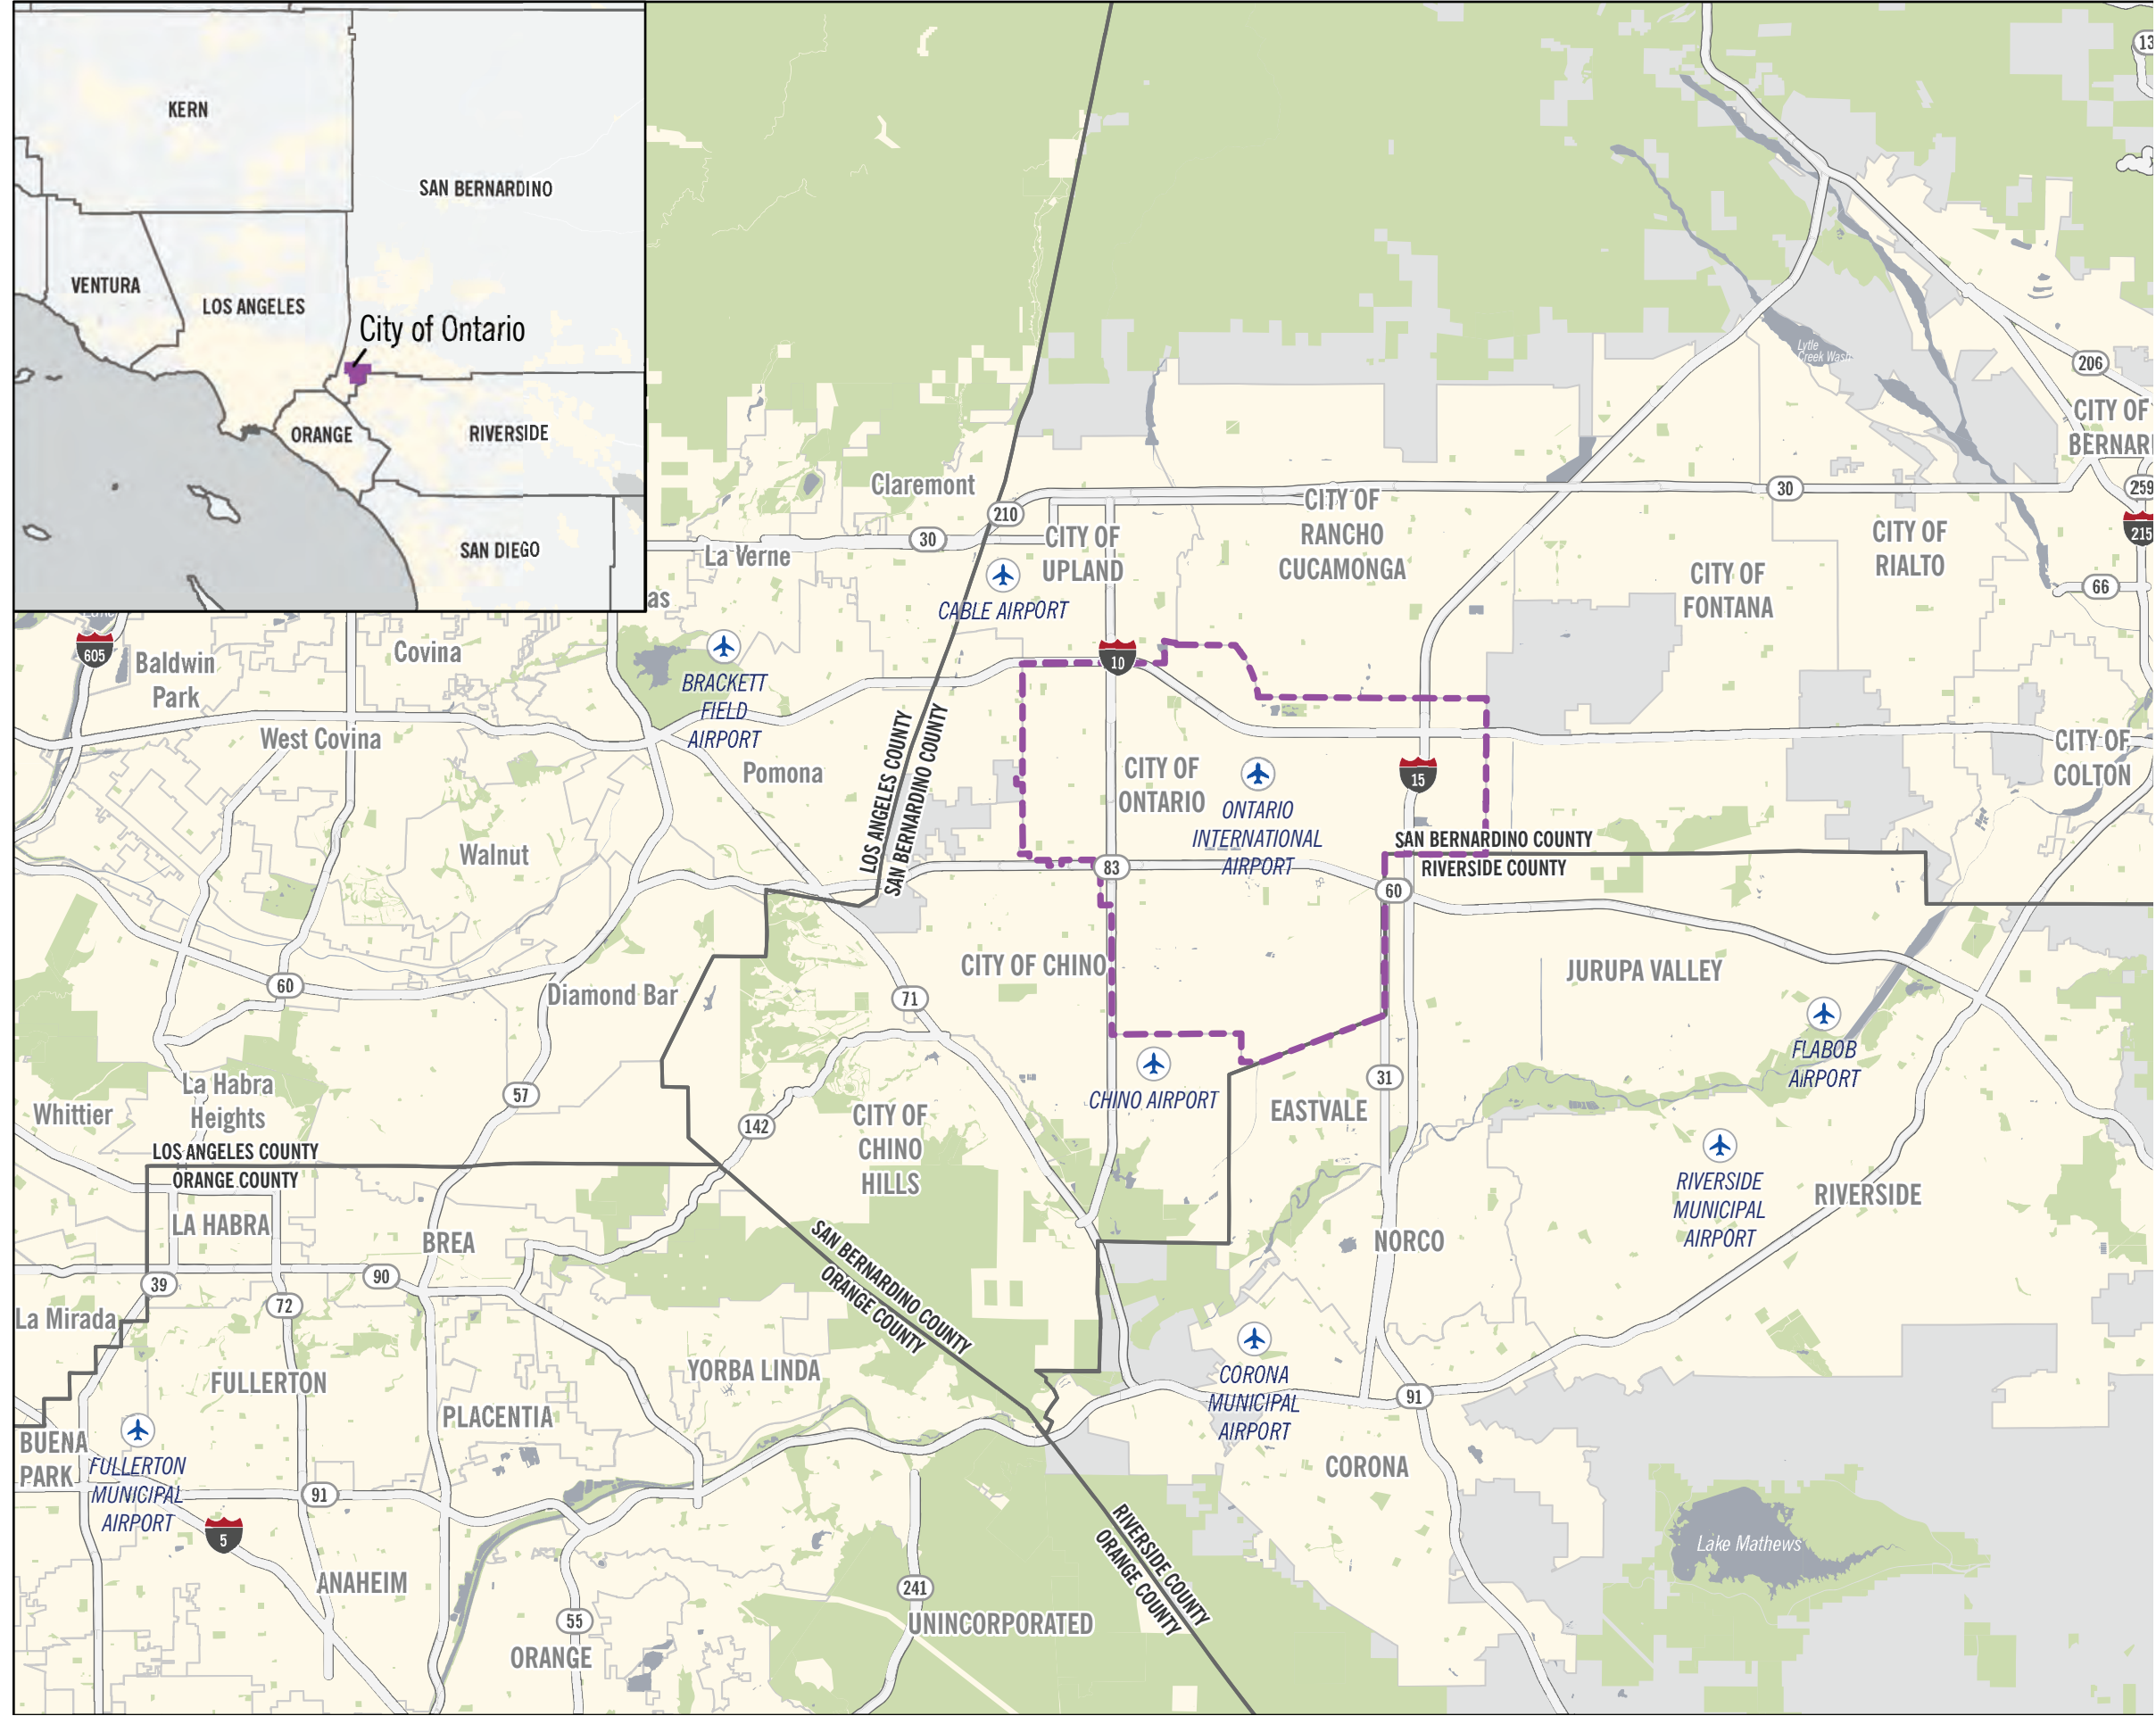 KERN
SAN BERNARDINO
VENTURA
LOS ANGELES
City of Ontario
ORANGE
RIVERSIDE
SAN DIEGO
13
Lytle
Creek Wash
206
CITY OF
BERNAR
Claremont
210
30
CITY OF
UPLAND
CITY OF
RANCHO
CUCAMONGA
30
259
215
CITY OF
RIALTO
La Verne
CABLE AIRPORT
CITY OF
FONTANA
66
as
605
Baldwin
Park
Covina
BRACKETT
FIELD
AIRPORT
10
West Covina
Pomona
LOS ANGELES COUNTY
SAN BERNARDINO COUNTY
CITY OF
ONTARIO
ONTARIO
INTERNATIONAL
AIRPORT
15
CITY OF
COLTON
Walnut
83
SAN BERNARDINO COUNTY
RIVERSIDE COUNTY
60
60
Diamond Bar
71
CITY OF CHINO
JURUPA VALLEY
FLABOB
AIRPORT
La Habra
Heights
Whittier
57
142
CITY OF
CHINO
HILLS
CHINO AIRPORT
31
EASTVALE
RIVERSIDE
MUNICIPAL
AIRPORT
RIVERSIDE
LOS ANGELES COUNTY
ORANGE COUNTY
LA HABRA
BREA
SAN BERNARDINO COUNTY
ORANGE COUNTY
NORCO
39
90
72
La Mirada
FULLERTON
YORBA LINDA
CORONA
MUNICIPAL
AIRPORT
91
PLACENTIA
BUENA
PARK
FULLERTON
MUNICIPAL
AIRPORT
91
5
CORONA
Lake Mathews
RIVERSIDE COUNTY
ORANGE COUNTY
ANAHEIM
241
55
UNINCORPORATED
ORANGE